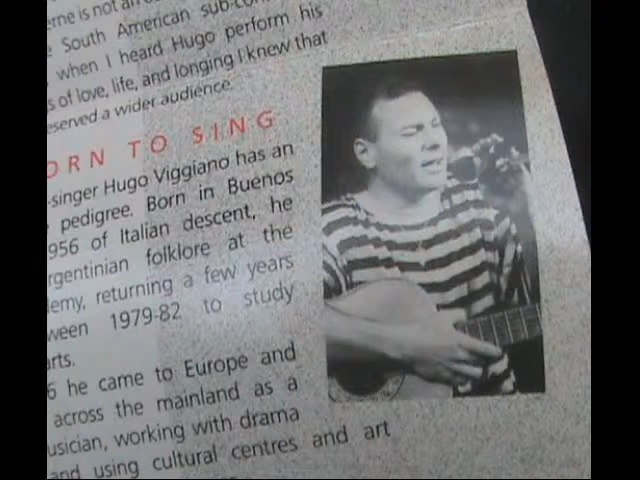 South American sub-con
when I heard Hugo perform his
s of love, life, and longing I knew that
eserved a wider audience.
ORN TO SING
-singer Hugo Viggiano has an
pedigree. Born in Buenos
956 of Italian descent, he
rgentinian folklore at the
emy, returning a few years
ween 1979-82 to study
arts.
6 he came to Europe and
across the mainland as a
usician, working with drama
and using cultural centres and art